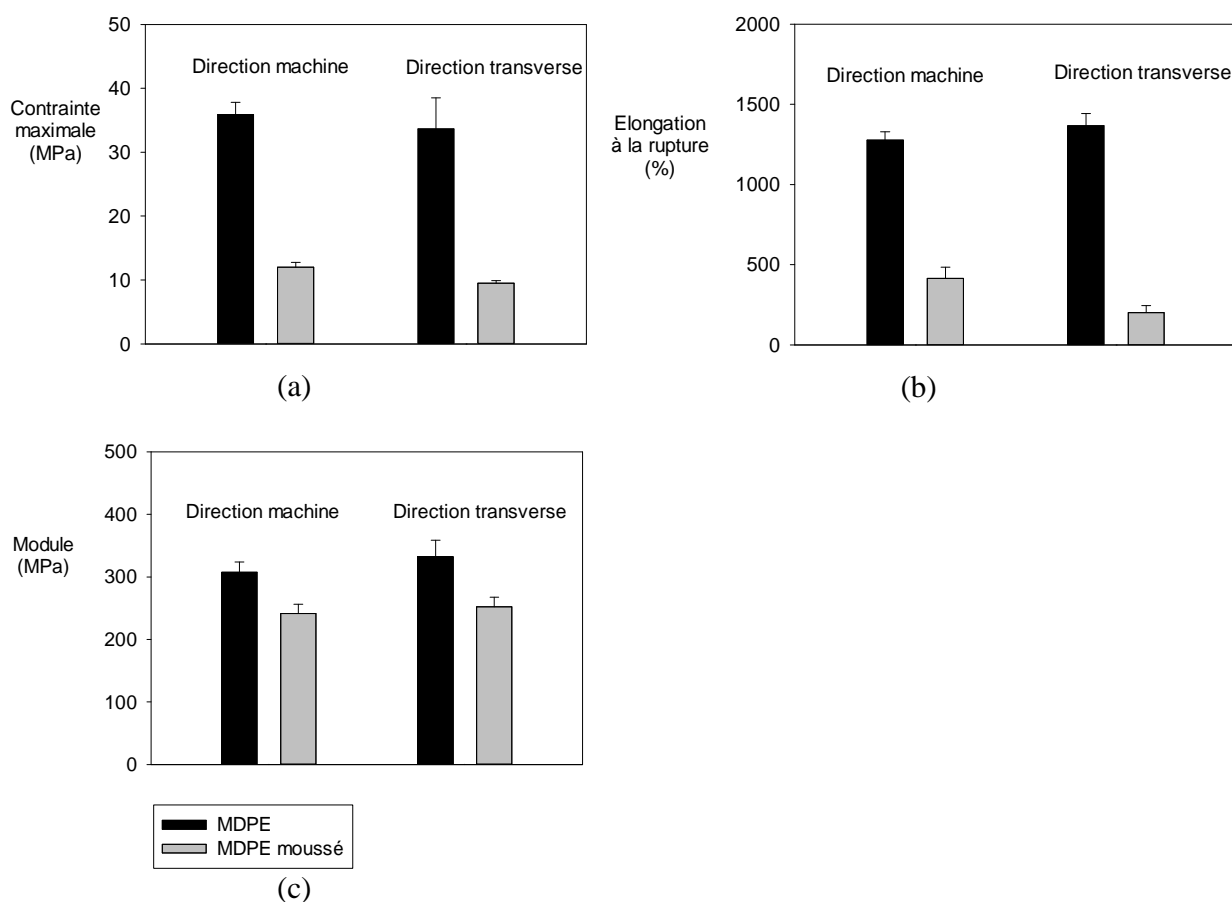 50
40
30
20
10
0
Contrainte
maximale
(MPa)
Direction machine
Direction transverse
(a)
2000
1500
1000
500
0
Elongation
à la rupture
(%)
Direction machine
Direction transverse
(b)
500
400
300
200
100
0
Module
(MPa)
Direction machine
Direction transverse
MDPE
MDPE moussé
(c)